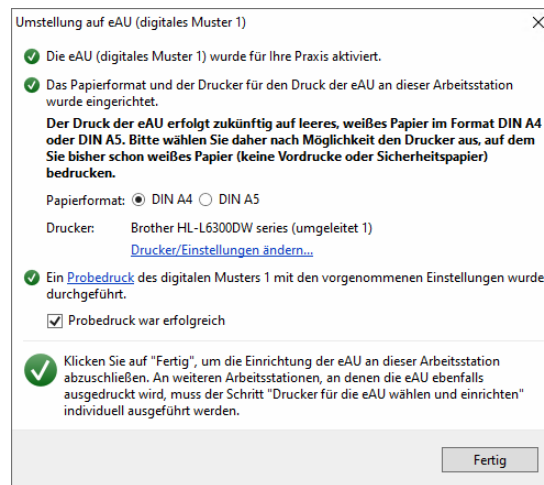 Umstellung auf eAU (digitales Muster 1)
Die eAU (digitales Muster 1) wurde für Ihre Praxis aktiviert.
Das Papierformat und der Drucker für den Druck der eAU an dieser Arbeitsstation
wurde eingerichtet.
Der Druck der eAU erfolgt zukünftig auf leeres, weißes Papier im Format DIN A4
oder DIN A5. Bitte wählen Sie daher nach Möglichkeit den Drucker aus, auf dem
Sie bisher schon weißes Papier (keine Vordrucke oder Sicherheitspapier)
bedrucken.
Papierformat: DIN A4 DIN A5
Drucker: Brother HL-L6300DW series (umgeleitet 1)
Drucker/Einstellungen ändern...
Ein Probedruck des digitalen Musters 1 mit den vorgenommenen Einstellungen wurde
durchgeführt.
Probedruck war erfolgreich
Klicken Sie auf "Fertig", um die Einrichtung der eAU an dieser Arbeitsstation
abzuschließen. An weiteren Arbeitsstationen, an denen die eAU ebenfalls
ausgedruckt wird, muss der Schritt "Drucker für die eAU wählen und einrichten"
individuell ausgeführt werden.
Fertig